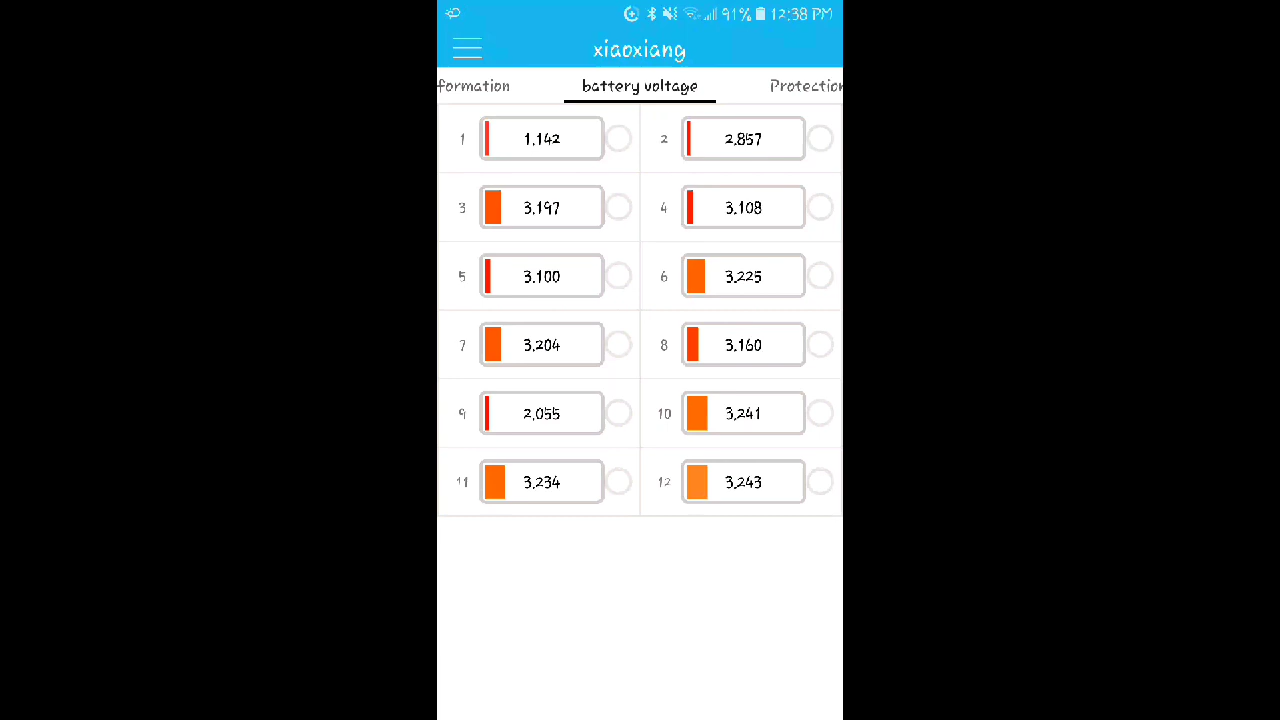 91% 12:38 PM
xiaoxiang
formation battery voltage Protection
1 1.142 2 2.857
3 3.197 4 3.108
5 3.100 6 3.225
7 3.204 8 3.160
9 2.055 10 3.241
11 3.234 12 3.243